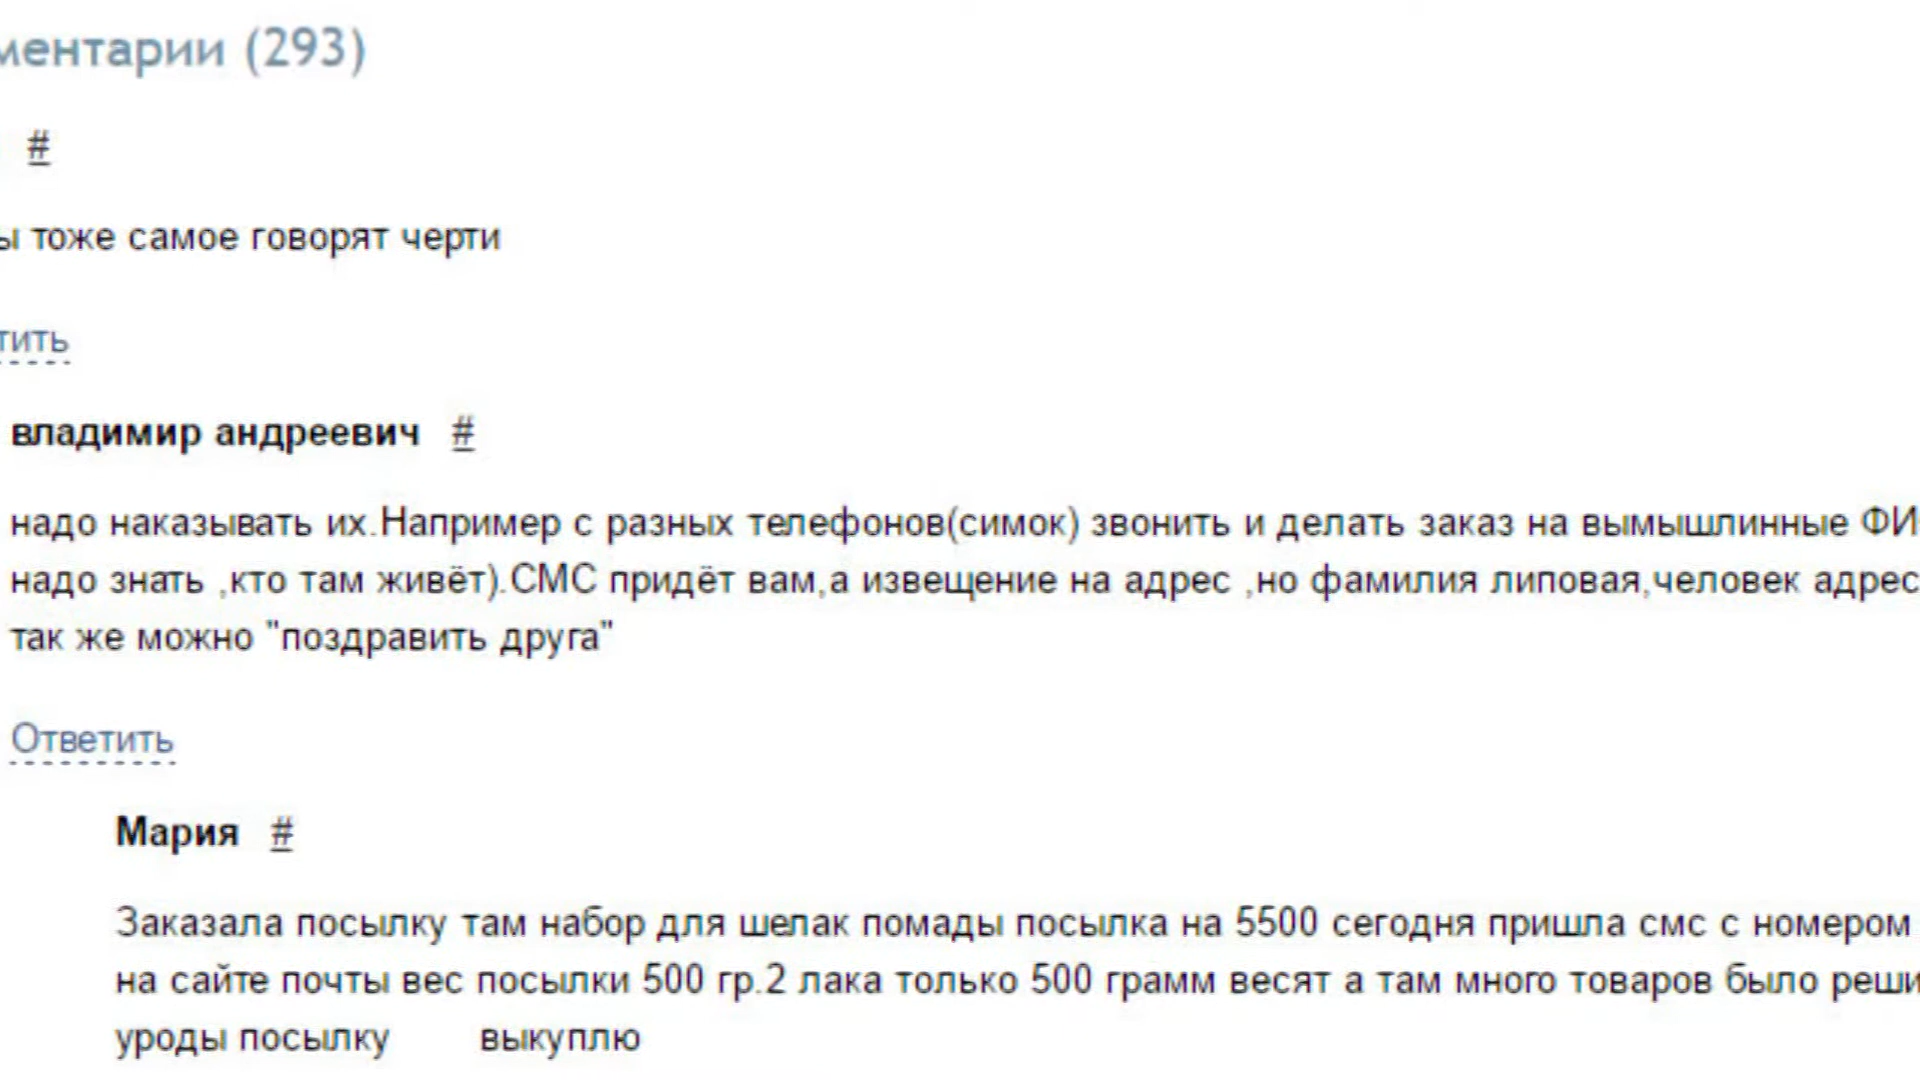 ментарии (293)
#
ы тоже самое говорят черти
тить
владимир андреевич #
надо наказывать их.Например с разных телефонов(симок) звонить и делать заказ на вымышлинные ФИ
надо знать ,кто там живёт).СМС придёт вам,а извещение на адрес ,но фамилия липовая,человек адрес
так же можно "поздравить друга"
Ответить
Мария #
Заказала посылку там набор для шелак помады посылка на 5500 сегодня пришла смс с номером
на сайте почты вес посылки 500 гр.2 лака только 500 грамм весят а там много товаров было реши
уроды посылку выкуплю